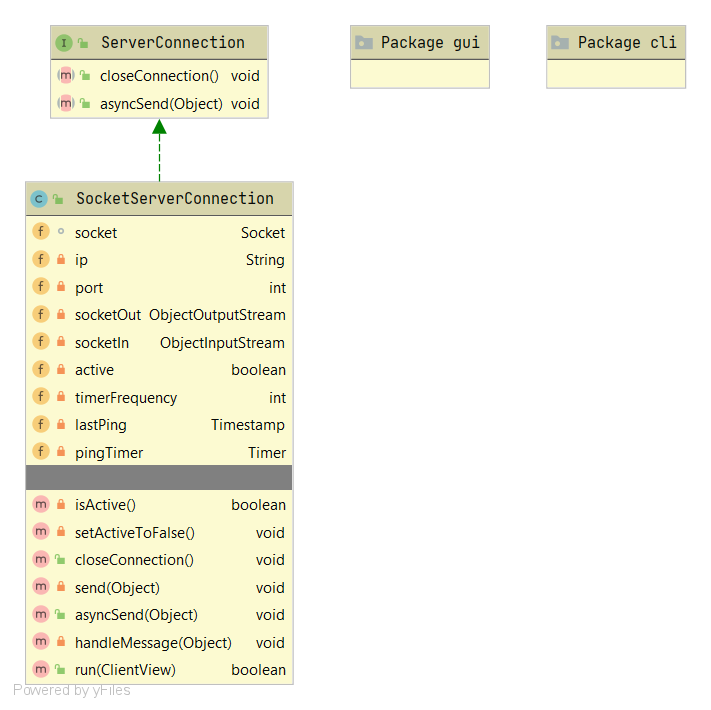 ServerConnection
closeConnection() void
asyncSend(Object) void
Package gui
Package cli
SocketServerConnection
socket Socket
ip String
port int
socketOut ObjectOutputStream
socketIn ObjectInputStream
active boolean
timerFrequency int
lastPing Timestamp
pingTimer Timer
isActive() boolean
setActiveToFalse() void
closeConnection() void
send(Object) void
asyncSend(Object) void
handleMessage(Object) void
run(ClientView) boolean
Powered by yFiles